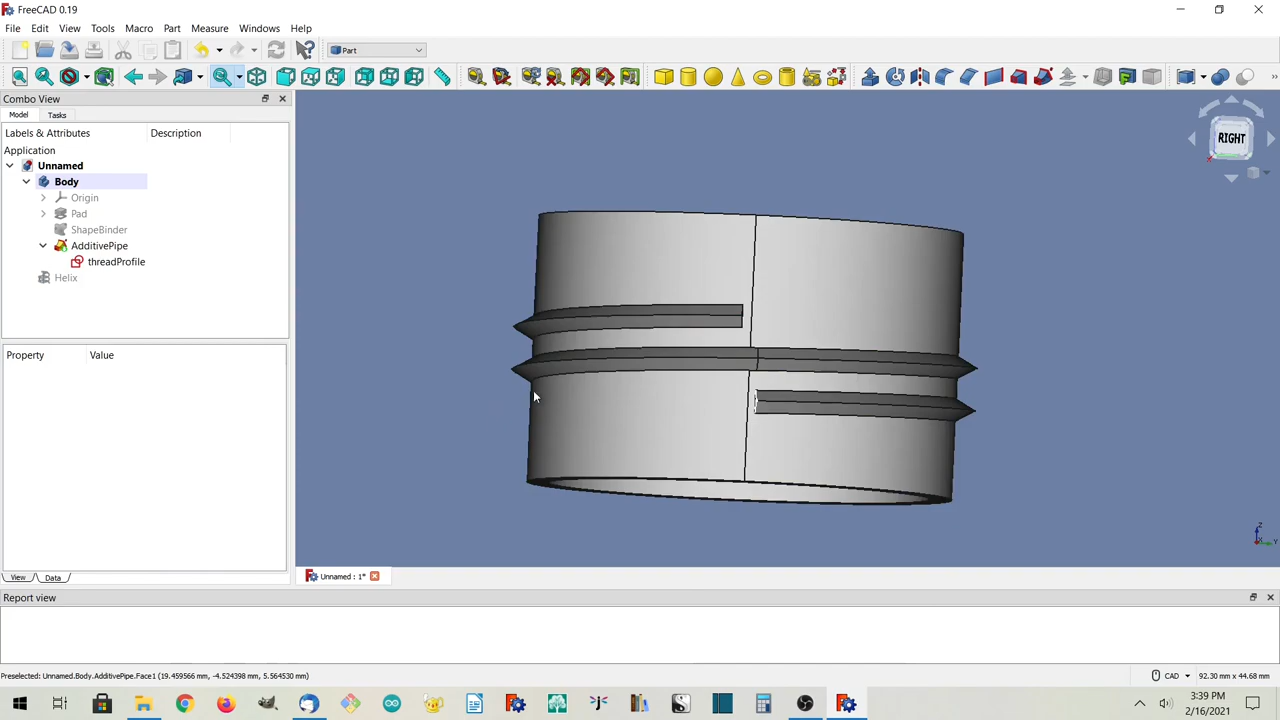 FreeCAD 0.19
File Edit View Tools Macro Part Measure Windows Help
Part
Combo View
Model Tasks
Labels & Attributes Description
Application
Unnamed
Body
Origin
Pad
ShapeBinder
AdditivePipe
threadProfile
Helix
Property Value
View Data
RIGHT
Z
Y
Unnamed : 1*
Report view
Preselected: Unnamed.Body.AdditivePipe.Face1 (19.459566 mm, -4.524398 mm, 5.564530 mm)
CAD 92.30 mm x 44.68 mm
3:39 PM
2/16/2021